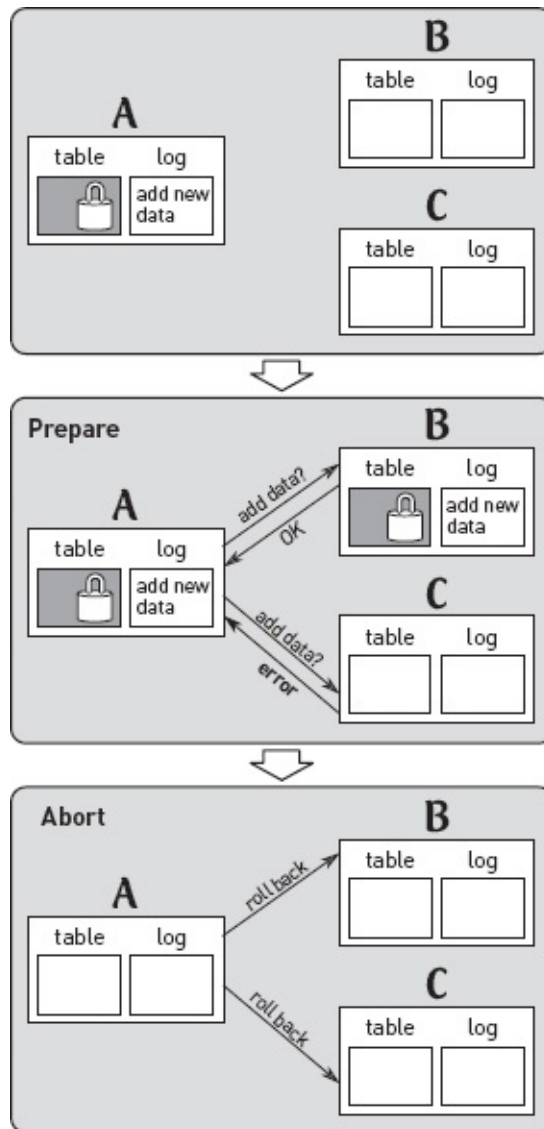 B
table log
A
table log
add new
data
C
table log
Prepare
B
table log
A
add data?
OK
add new
data
table log
add new
data
C
add data?
error
table log
Abort
B
table log
A
roll back
table log
C
roll back
table log